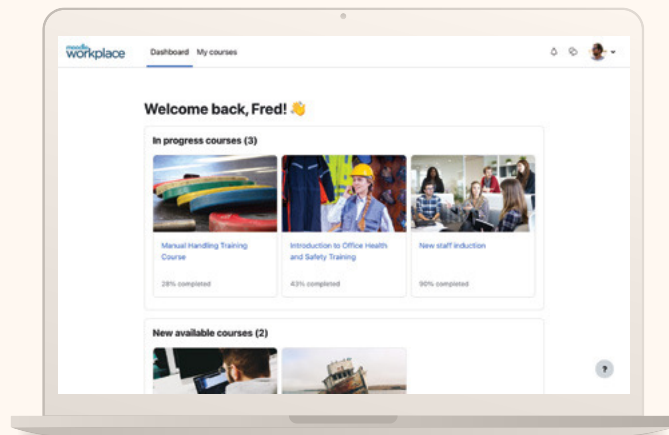 moodle
workplace
Dashboard My courses
Welcome back, Fred! 👋
In progress courses (3)
Manual Handling Training
Course
28% completed
Introduction to Office Health
and Safety Training
43% completed
New staff induction
90% completed
New available courses (2)
?